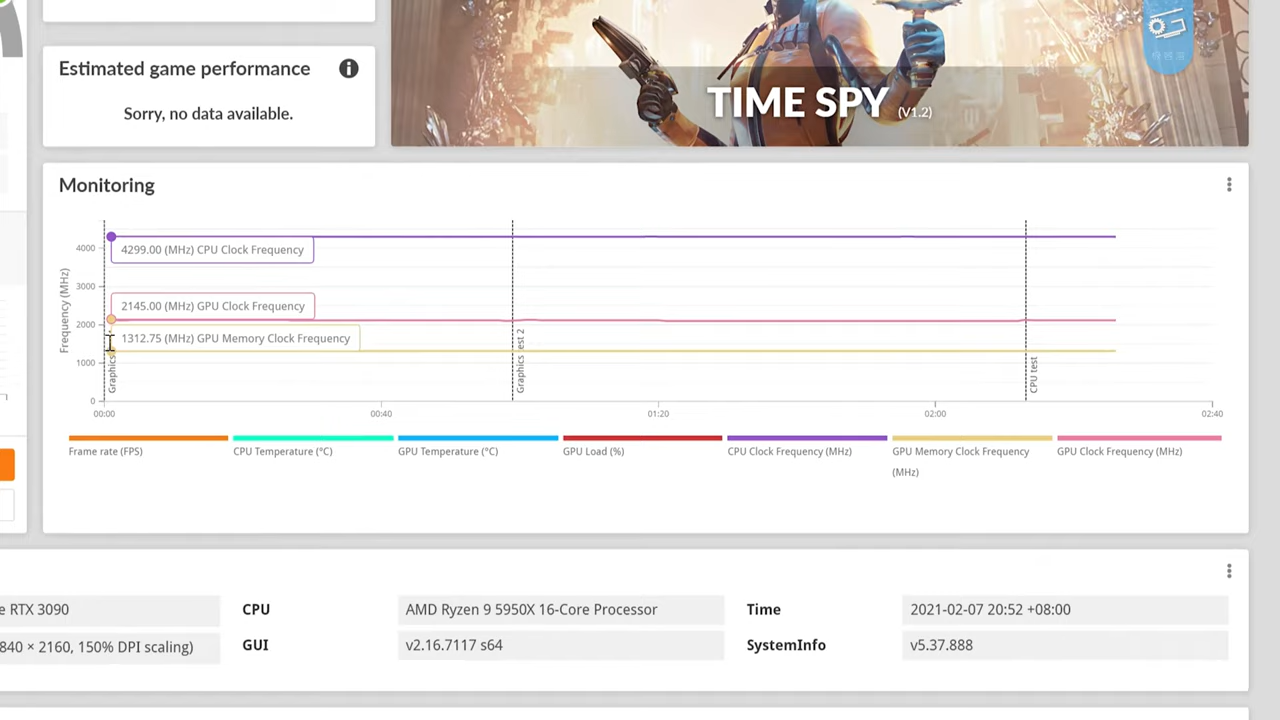 Estimated game performance
Sorry, no data available.
TIME SPY (V1.2)
Monitoring
Frequency (MHz)
4000
3000
2000
1000
0
4299.00 (MHz) CPU Clock Frequency
2145.00 (MHz) GPU Clock Frequency
1312.75 (MHz) GPU Memory Clock Frequency
Graphics
Graphics test 2
CPU test
00:00
00:40
01:20
02:00
02:40
Frame rate (FPS)
CPU Temperature (°C)
GPU Temperature (°C)
GPU Load (%)
CPU Clock Frequency (MHz)
GPU Memory Clock Frequency
(MHz)
GPU Clock Frequency (MHz)
RTX 3090
CPU
AMD Ryzen 9 5950X 16-Core Processor
Time
2021-02-07 20:52 +08:00
840 × 2160, 150% DPI scaling)
GUI
v2.16.7117 s64
SystemInfo
v5.37.888